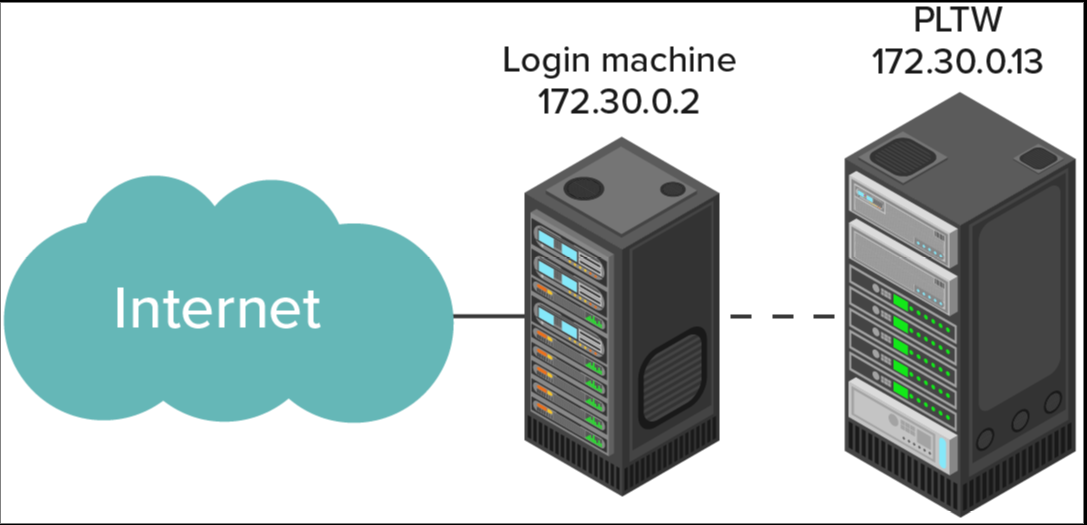 PLTW
172.30.0.13
Login machine
172.30.0.2
Internet